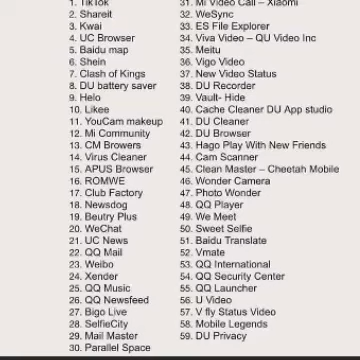 1. TikTok
2. Shareit
3. Kwai
4. UC Browser
5. Baidu map
6. Shein
7. Clash of Kings
8. DU battery saver
9. Helo
10. Likee
11. YouCam makeup
12. Mi Community
13. CM Browers
14. Virus Cleaner
15. APUS Browser
16. ROMWE
17. Club Factory
18. Newsdog
19. Beutry Plus
20. WeChat
21. UC News
22. QQ Mail
23. Weibo
24. Xender
25. QQ Music
26. QQ Newsfeed
27. Bigo Live
28. SelfieCity
29. Mail Master
30. Parallel Space
31. Mi Video Call – Xiaomi
32. WeSync
33. ES File Explorer
34. Viva Video – QU Video Inc
35. Meitu
36. Vigo Video
37. New Video Status
38. DU Recorder
39. Vault- Hide
40. Cache Cleaner DU App studio
41. DU Cleaner
42. DU Browser
43. Hago Play With New Friends
44. Cam Scanner
45. Clean Master – Cheetah Mobile
46. Wonder Camera
47. Photo Wonder
48. QQ Player
49. We Meet
50. Sweet Selfie
51. Baidu Translate
52. Vmate
53. QQ International
54. QQ Security Center
55. QQ Launcher
56. U Video
57. V fly Status Video
58. Mobile Legends
59. DU Privacy